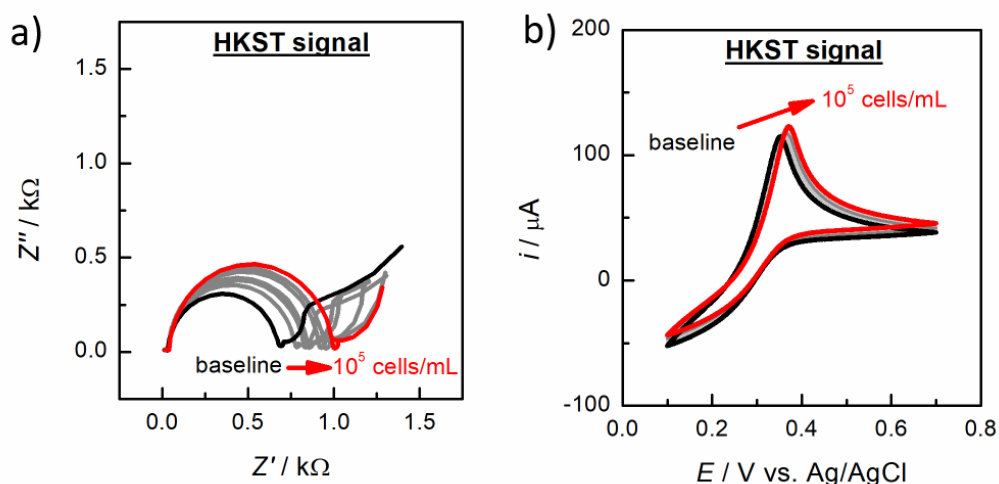 a)
HKST signal
1.5
1.0
0.5
0.0
Z'' / kΩ
baseline
10⁵ cells/mL
0.0 0.5 1.0 1.5
Z' / kΩ
b)
HKST signal
200
100
0
-100
i / µA
10⁵ cells/mL
baseline
0.0 0.2 0.4 0.6 0.8
E / V vs. Ag/AgCl